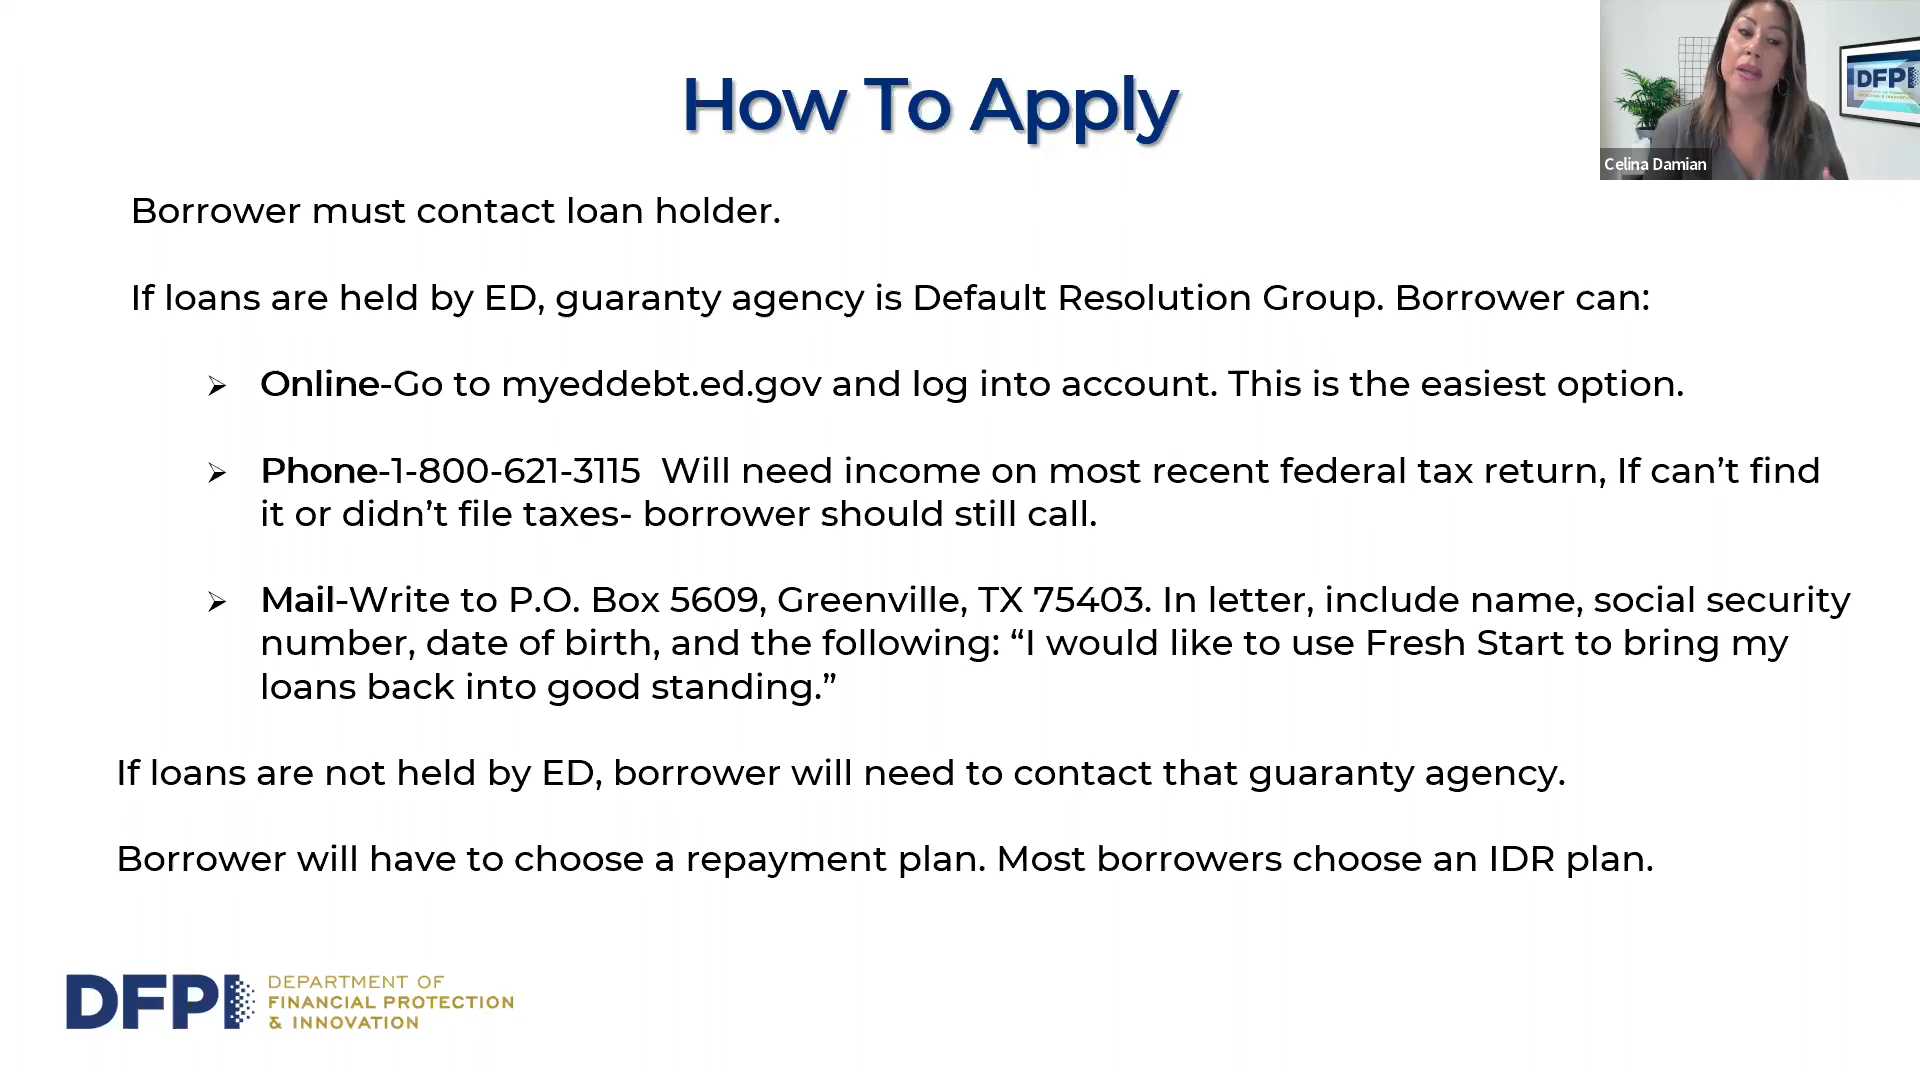 How To Apply
DFPI
Celina Damian
Borrower must contact loan holder.
If loans are held by ED, guaranty agency is Default Resolution Group. Borrower can:
➢ Online-Go to myeddebt.ed.gov and log into account. This is the easiest option.
➢ Phone-1-800-621-3115  Will need income on most recent federal tax return, If can’t find
it or didn’t file taxes- borrower should still call.
➢ Mail-Write to P.O. Box 5609, Greenville, TX 75403. In letter, include name, social security
number, date of birth, and the following: “I would like to use Fresh Start to bring my
loans back into good standing.”
If loans are not held by ED, borrower will need to contact that guaranty agency.
Borrower will have to choose a repayment plan. Most borrowers choose an IDR plan.
DFPI
DEPARTMENT OF
FINANCIAL PROTECTION
& INNOVATION